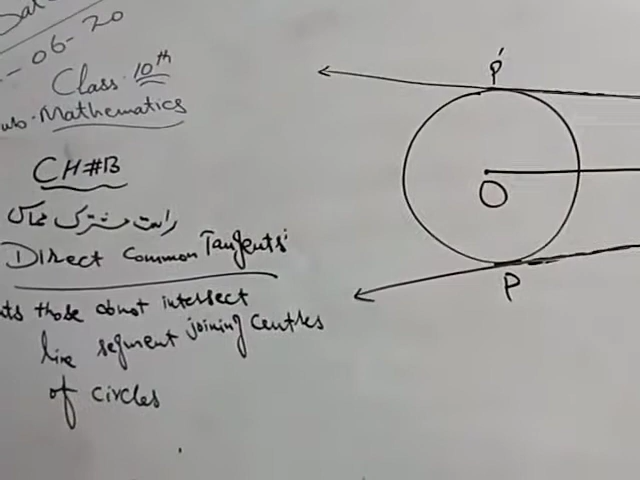 06-20
Class 10th
Mathematics
CH#13
راست مشترک مماس
Direct Common Tangents
those donot intersect
line segment joining centres
of circles
P'
O
P